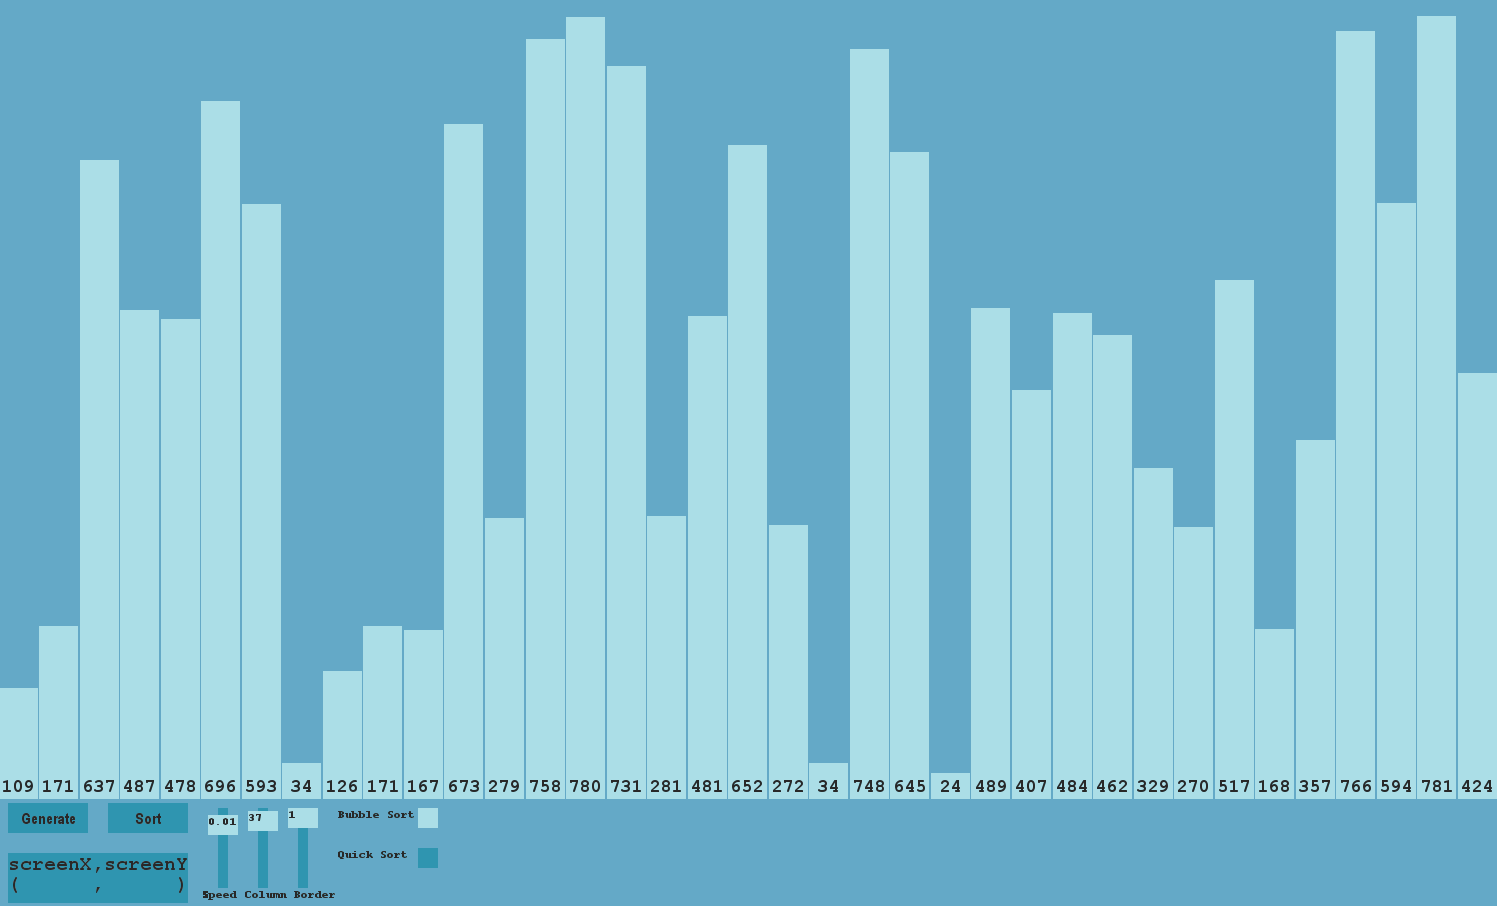 109 171 637 487 478 696 593 34 126 171 167 673 279 758 780 731 281 481 652 272 34 748 645 24 489 407 484 462 329 270 517 168 357 766 594 781 424
Generate Sort 0.01 37 1 Bubble Sort
Quick Sort
screenX,screenY
( , )
Speed Column Border